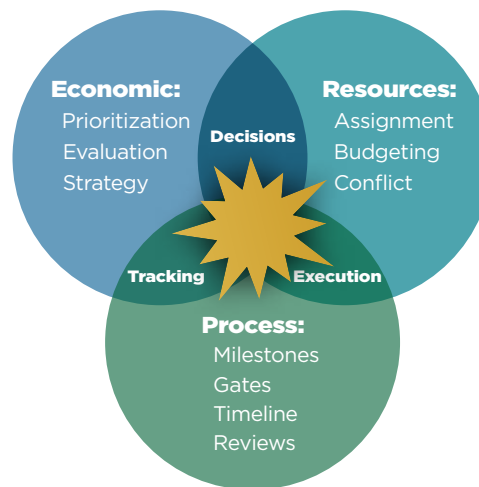 Economic:
Prioritization
Evaluation
Strategy
Resources:
Assignment
Budgeting
Conflict
Decisions
Tracking
Execution
Process:
Milestones
Gates
Timeline
Reviews